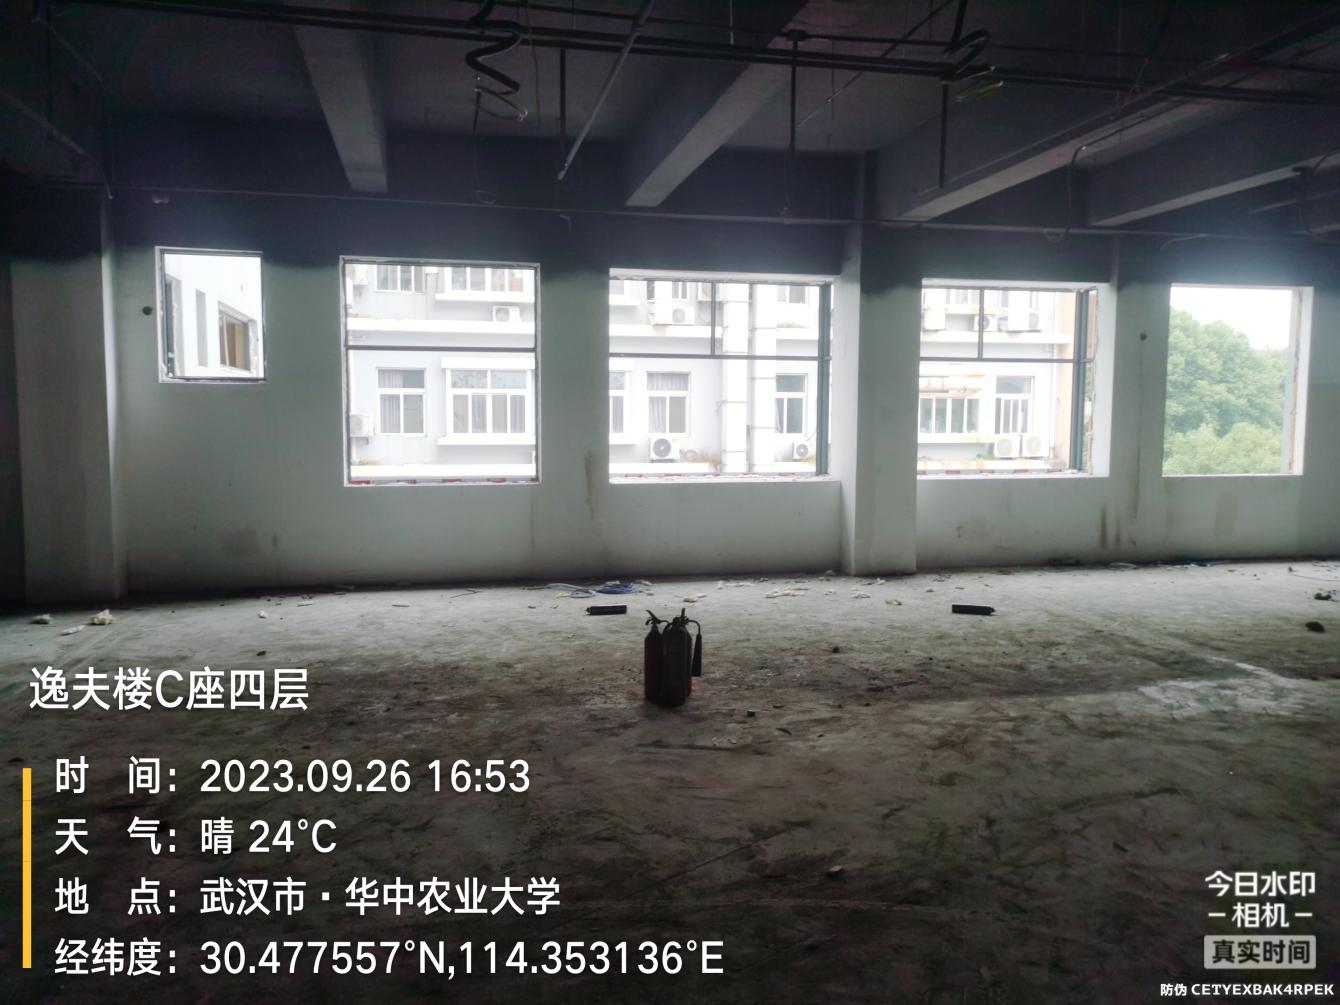 逸夫楼C座四层
时 间：2023.09.26 16:53
天 气：晴 24°C
地 点：武汉市·华中农业大学
经纬度：30.477557°N,114.353136°E
今日水印
相机
真实时间
防伪 CETYEXBAK4RPEK